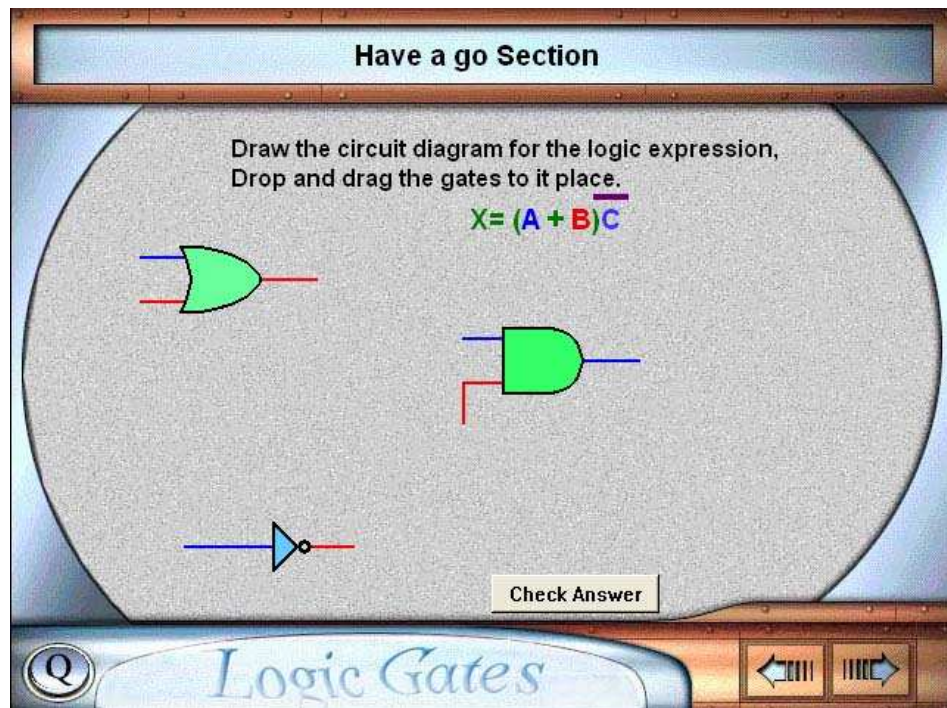 Have a go Section
Draw the circuit diagram for the logic expression,
Drop and drag the gates to it place.
X= (A + B)C̅
Check Answer
Q
Logic Gates